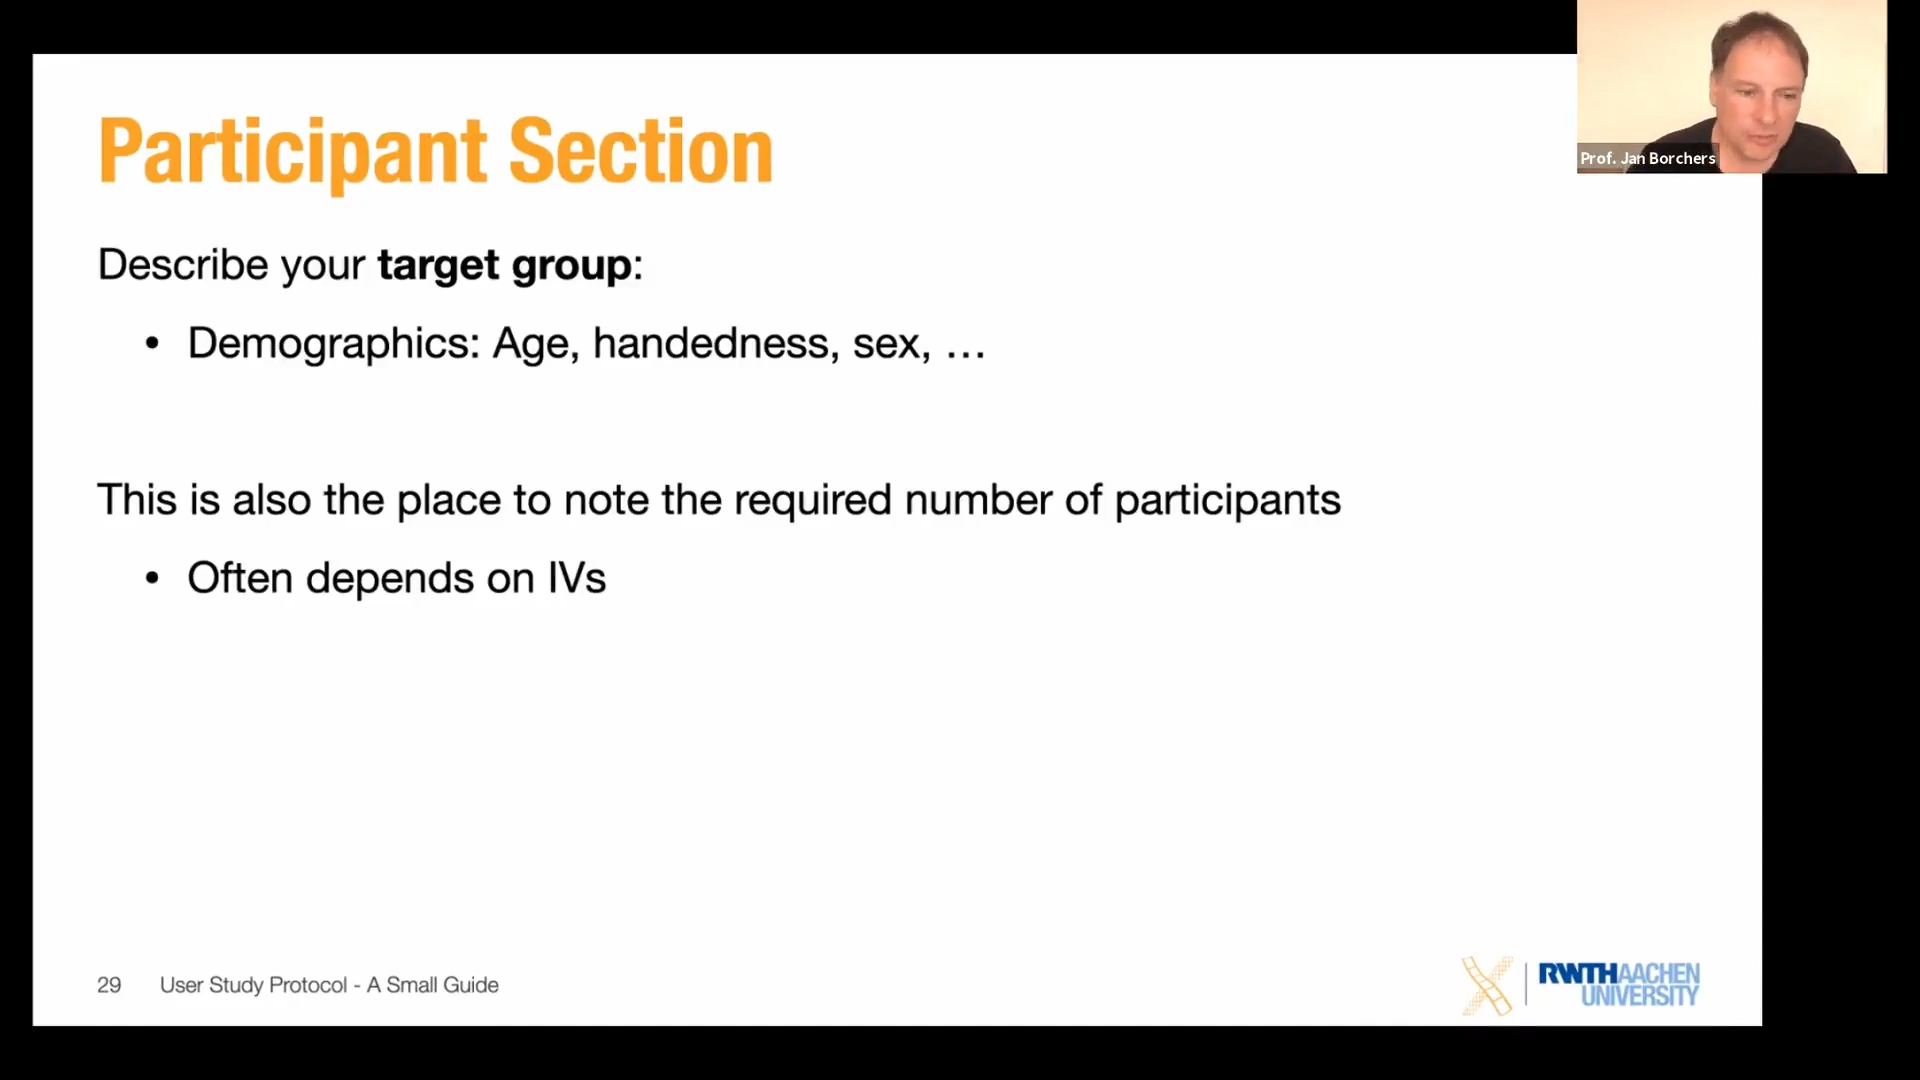 Participant Section
Prof. Jan Borchers
Describe your target group:
• Demographics: Age, handedness, sex, …
This is also the place to note the required number of participants
• Often depends on IVs
29 User Study Protocol - A Small Guide
RWTHAACHEN
UNIVERSITY